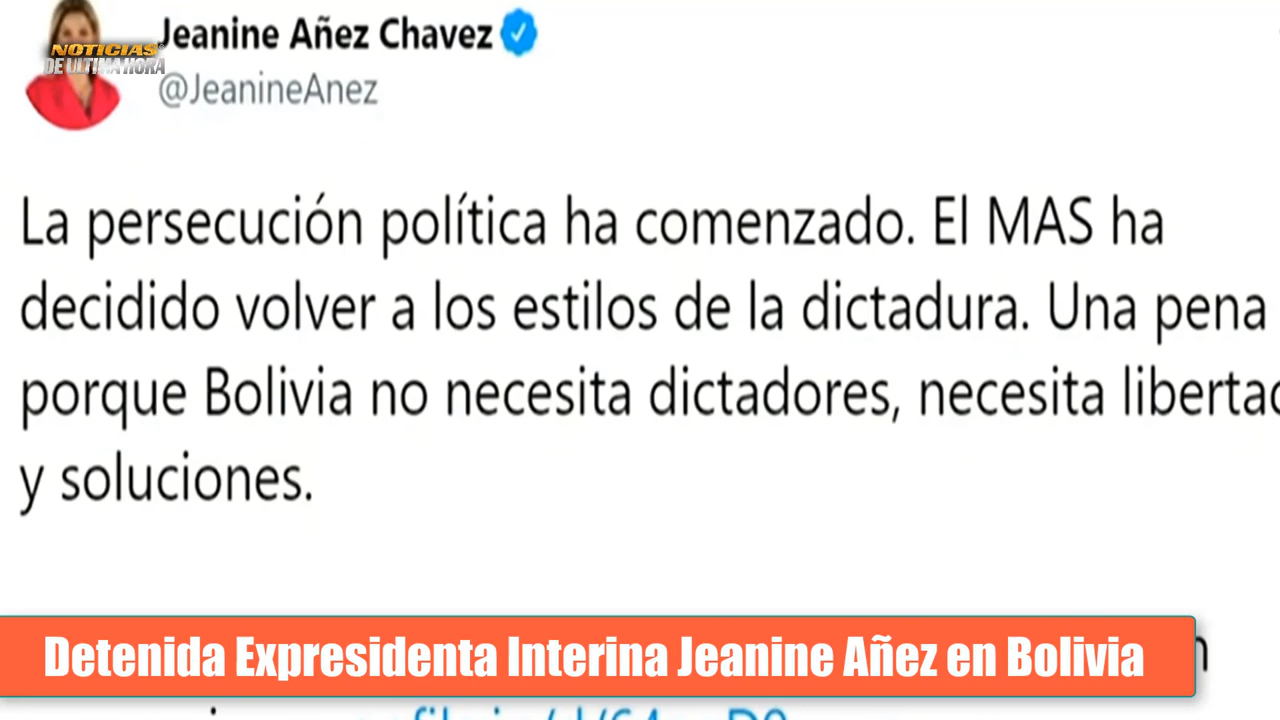 Jeanine Añez Chavez
NOTICIAS
DE ULTIMA HORA
@JeanineAnez
La persecución política ha comenzado. El MAS ha
decidido volver a los estilos de la dictadura. Una pena
porque Bolivia no necesita dictadores, necesita
y soluciones.
Detenida Expresidenta Interina Jeanine Añez en Bolivia